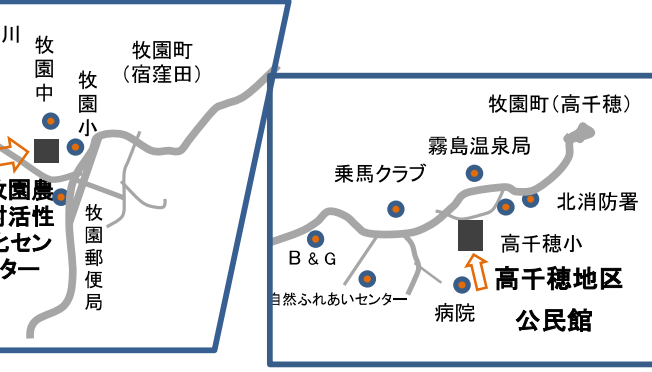 川
牧園中
牧園小
牧園町
（宿窪田）
牧園農
村活性
化セン
ター
牧園郵便局
牧園町（高千穂）
霧島温泉局
乗馬クラブ
北消防署
高千穂小
B＆G
自然ふれあいセンター
高千穂地区
公民館
病院